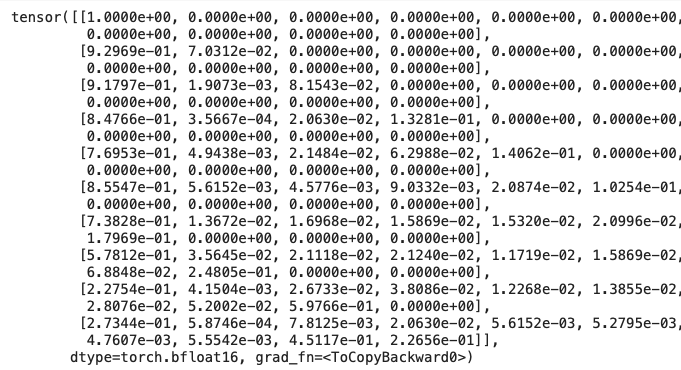 tensor([[1.0000e+00, 0.0000e+00, 0.0000e+00, 0.0000e+00, 0.0000e+00, 0.0000e+00,
0.0000e+00, 0.0000e+00, 0.0000e+00, 0.0000e+00],
[9.2969e-01, 7.0312e-02, 0.0000e+00, 0.0000e+00, 0.0000e+00, 0.0000e+00,
0.0000e+00, 0.0000e+00, 0.0000e+00, 0.0000e+00],
[9.1797e-01, 1.9073e-03, 8.1543e-02, 0.0000e+00, 0.0000e+00, 0.0000e+00,
0.0000e+00, 0.0000e+00, 0.0000e+00, 0.0000e+00],
[8.4766e-01, 3.5667e-04, 2.0630e-02, 1.3281e-01, 0.0000e+00, 0.0000e+00,
0.0000e+00, 0.0000e+00, 0.0000e+00, 0.0000e+00],
[7.6953e-01, 4.9438e-03, 2.1484e-02, 6.2988e-02, 1.4062e-01, 0.0000e+00,
0.0000e+00, 0.0000e+00, 0.0000e+00, 0.0000e+00],
[8.5547e-01, 5.6152e-03, 4.5776e-03, 9.0332e-03, 2.0874e-02, 1.0254e-01,
0.0000e+00, 0.0000e+00, 0.0000e+00, 0.0000e+00],
[7.3828e-01, 1.3672e-02, 1.6968e-02, 1.5869e-02, 1.5320e-02, 2.0996e-02,
1.7969e-01, 0.0000e+00, 0.0000e+00, 0.0000e+00],
[5.7812e-01, 3.5645e-02, 2.1118e-02, 2.1240e-02, 1.1719e-02, 1.5869e-02,
6.8848e-02, 2.4805e-01, 0.0000e+00, 0.0000e+00],
[2.2754e-01, 4.1504e-03, 2.6733e-02, 3.8086e-02, 1.2268e-02, 1.3855e-02,
2.8076e-02, 5.2002e-02, 5.9766e-01, 0.0000e+00],
[2.7344e-01, 5.8746e-04, 7.8125e-03, 2.0630e-02, 5.6152e-03, 5.2795e-03,
4.7607e-03, 5.5542e-03, 4.5117e-01, 2.2656e-01]],
dtype=torch.bfloat16, grad_fn=<ToCopyBackward0>)